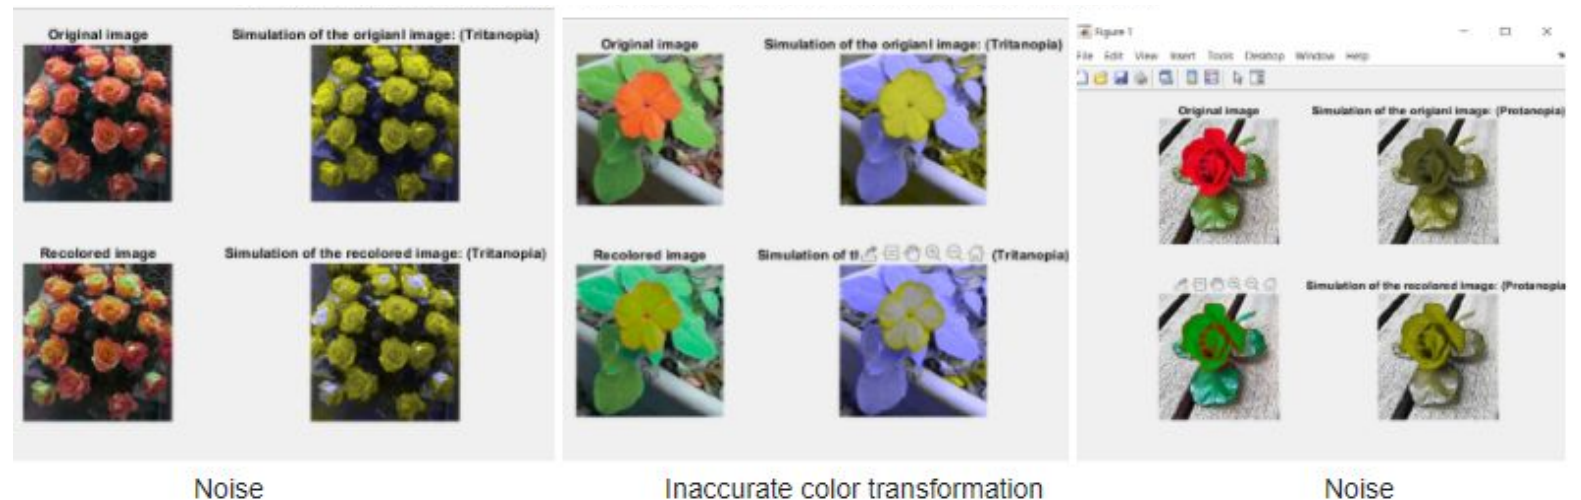 Original image
Simulation of the origianl image: (Tritanopia)
Recolored image
Simulation of the recolored image: (Tritanopia)
Noise
Original image
Simulation of the origianl image: (Tritanopia)
Recolored image
Simulation of t (Tritanopia)
Inaccurate color transformation
Figure 1
File Edit View Insert Tools Desktop Window Help
Original image
Simulation of the origianl image: (Protanopia)
Simulation of the recolored image: (Protanopia
Noise